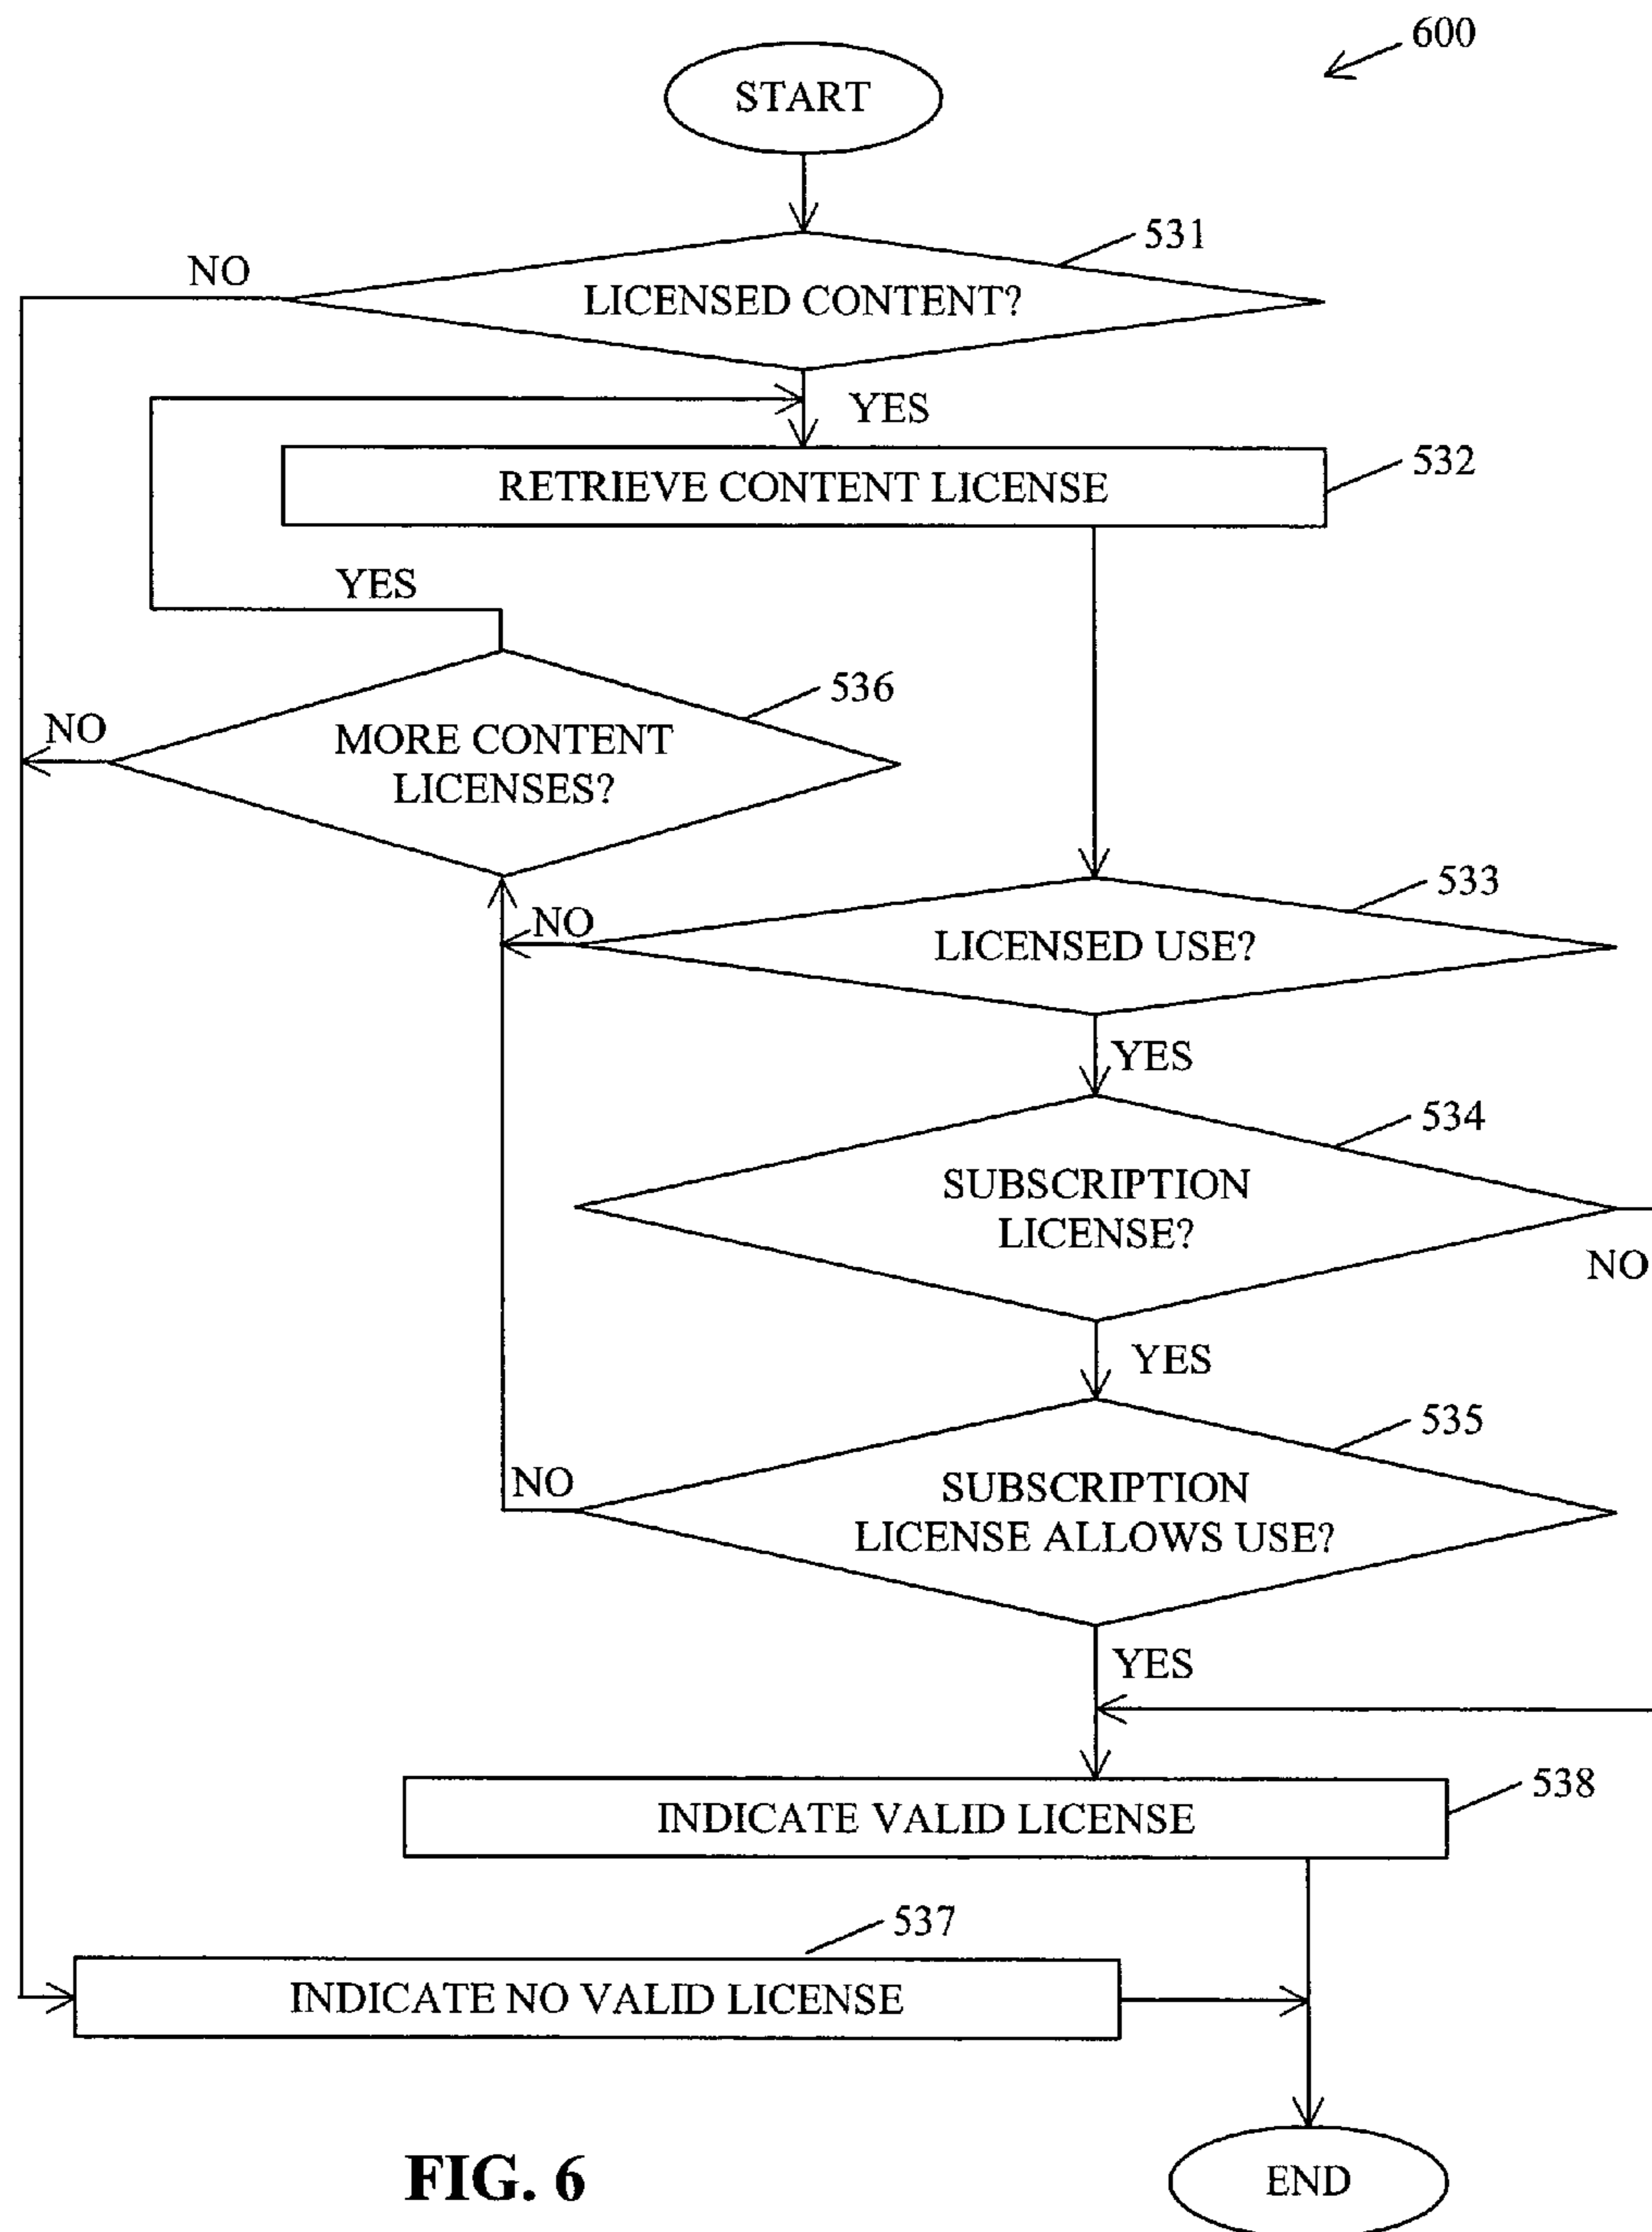 600
START
531
NO
LICENSED CONTENT?
YES
532
RETRIEVE CONTENT LICENSE
YES
536
NO
MORE CONTENT
LICENSES?
533
NO
LICENSED USE?
YES
534
SUBSCRIPTION
LICENSE?
NO
YES
535
SUBSCRIPTION
LICENSE ALLOWS USE?
NO
YES
538
INDICATE VALID LICENSE
537
INDICATE NO VALID LICENSE
FIG. 6
END